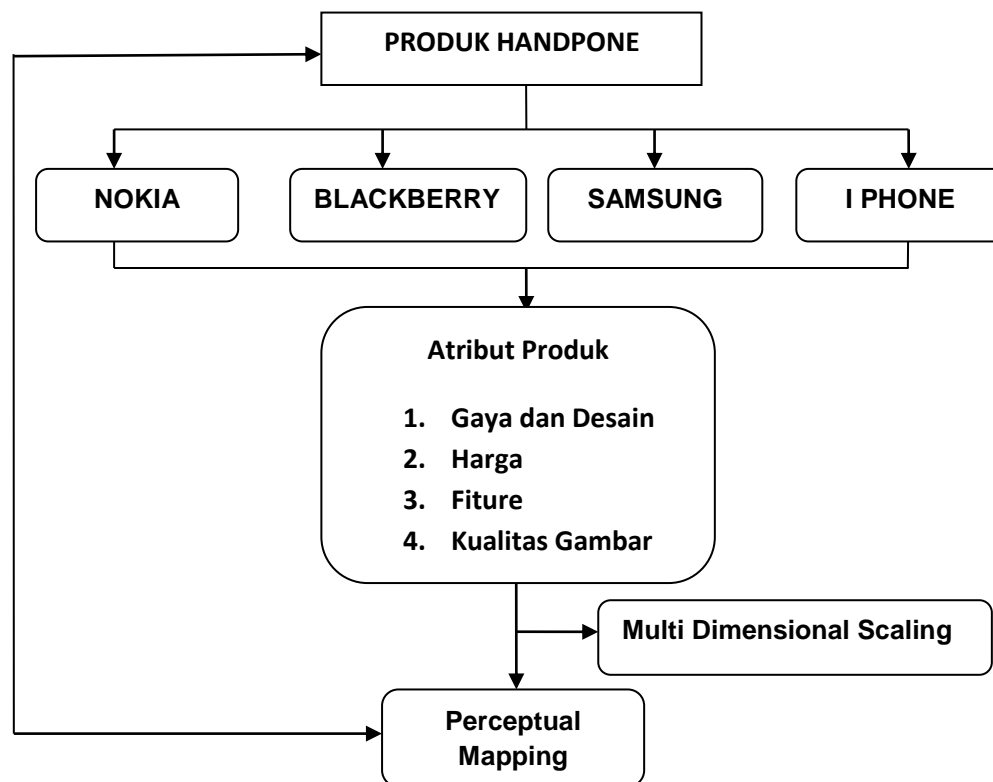 PRODUK HANDPONE
NOKIA
BLACKBERRY
SAMSUNG
I PHONE
Atribut Produk
1. Gaya dan Desain
2. Harga
3. Fiture
4. Kualitas Gambar
Multi Dimensional Scaling
Perceptual
Mapping